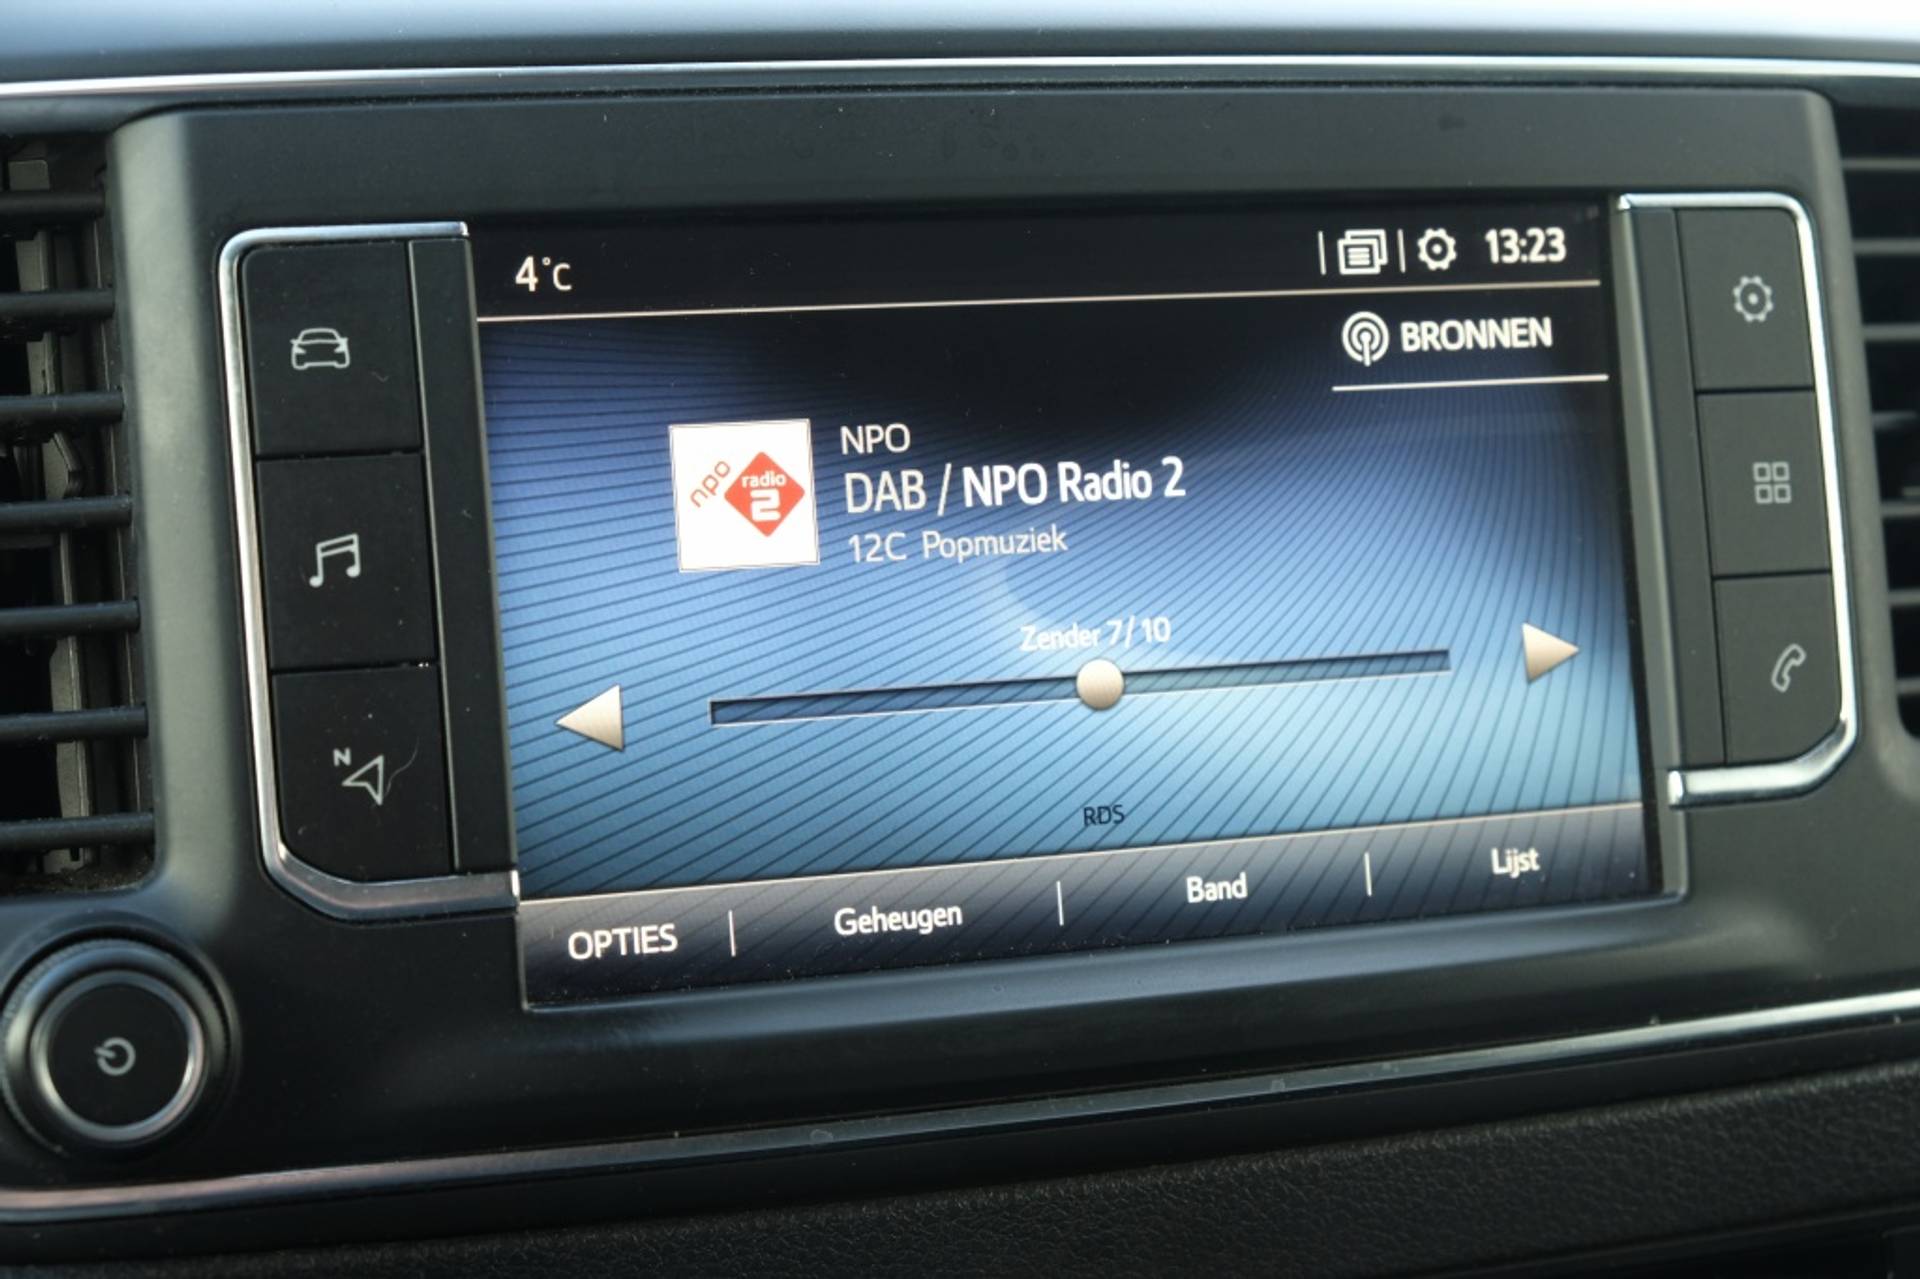 4°C
13:23
BRONNEN
npo radio 2
NPO
DAB / NPO Radio 2
12C Popmuziek
Zender 7/10
N
RDS
OPTIES
Geheugen
Band
Lijst